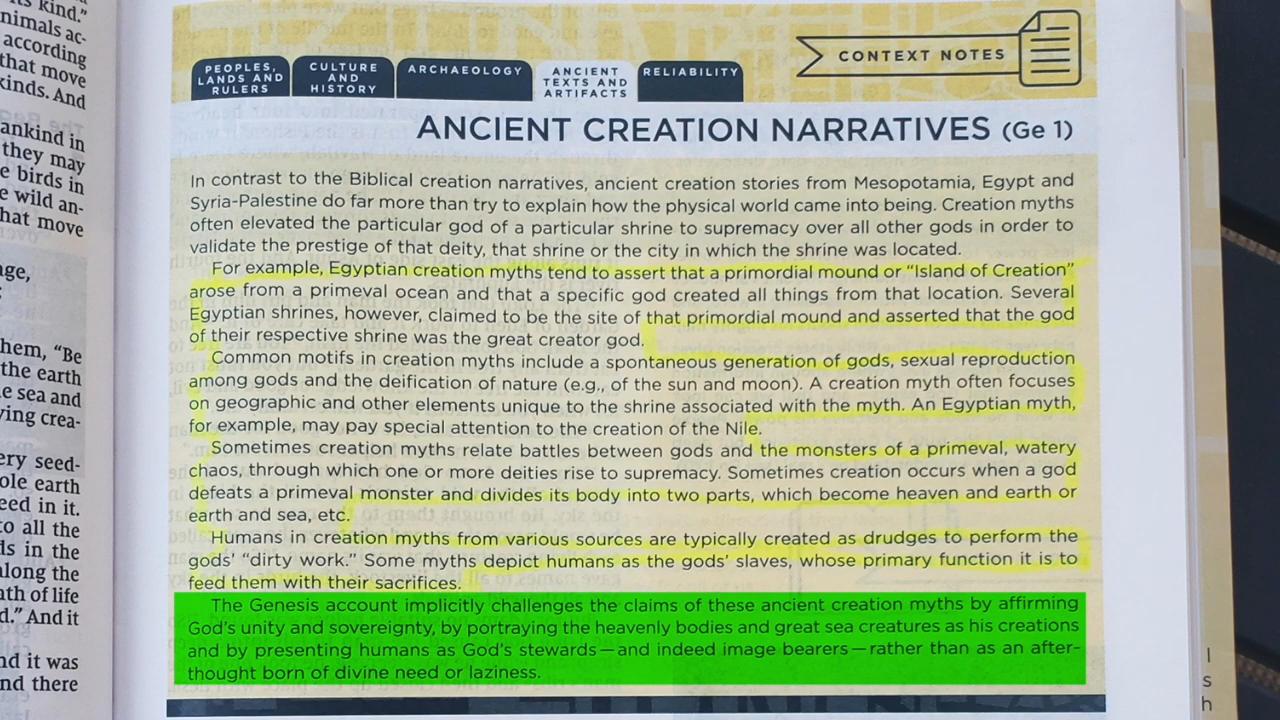 its kind."
nimals ac-
according
that move
kinds. And
ankind in
they may
e birds in
e wild an-
hat move
age,
hem, "Be
the earth
e sea and
ving crea-
ery seed-
ole earth
eed in it.
to all the
ds in the
along the
ath of life
d." And it
nd it was
nd there
CONTEXT NOTES
PEOPLES, LANDS AND RULERS
CULTURE AND HISTORY
ARCHAEOLOGY
ANCIENT TEXTS AND ARTIFACTS
RELIABILITY
ANCIENT CREATION NARRATIVES (Ge 1)
In contrast to the Biblical creation narratives, ancient creation stories from Mesopotamia, Egypt and
Syria-Palestine do far more than try to explain how the physical world came into being. Creation myths
often elevated the particular god of a particular shrine to supremacy over all other gods in order to
validate the prestige of that deity, that shrine or the city in which the shrine was located.
For example, Egyptian creation myths tend to assert that a primordial mound or "Island of Creation"
arose from a primeval ocean and that a specific god created all things from that location. Several
Egyptian shrines, however, claimed to be the site of that primordial mound and asserted that the god
of their respective shrine was the great creator god.
Common motifs in creation myths include a spontaneous generation of gods, sexual reproduction
among gods and the deification of nature (e.g., of the sun and moon). A creation myth often focuses
on geographic and other elements unique to the shrine associated with the myth. An Egyptian myth,
for example, may pay special attention to the creation of the Nile.
Sometimes creation myths relate battles between gods and the monsters of a primeval, watery
chaos, through which one or more deities rise to supremacy. Sometimes creation occurs when a god
defeats a primeval monster and divides its body into two parts, which become heaven and earth or
earth and sea, etc.
Humans in creation myths from various sources are typically created as drudges to perform the
gods' "dirty work." Some myths depict humans as the gods' slaves, whose primary function it is to
feed them with their sacrifices.
The Genesis account implicitly challenges the claims of these ancient creation myths by affirming
God's unity and sovereignty, by portraying the heavenly bodies and great sea creatures as his creations
and by presenting humans as God's stewards—and indeed image bearers—rather than as an after-
thought born of divine need or laziness.